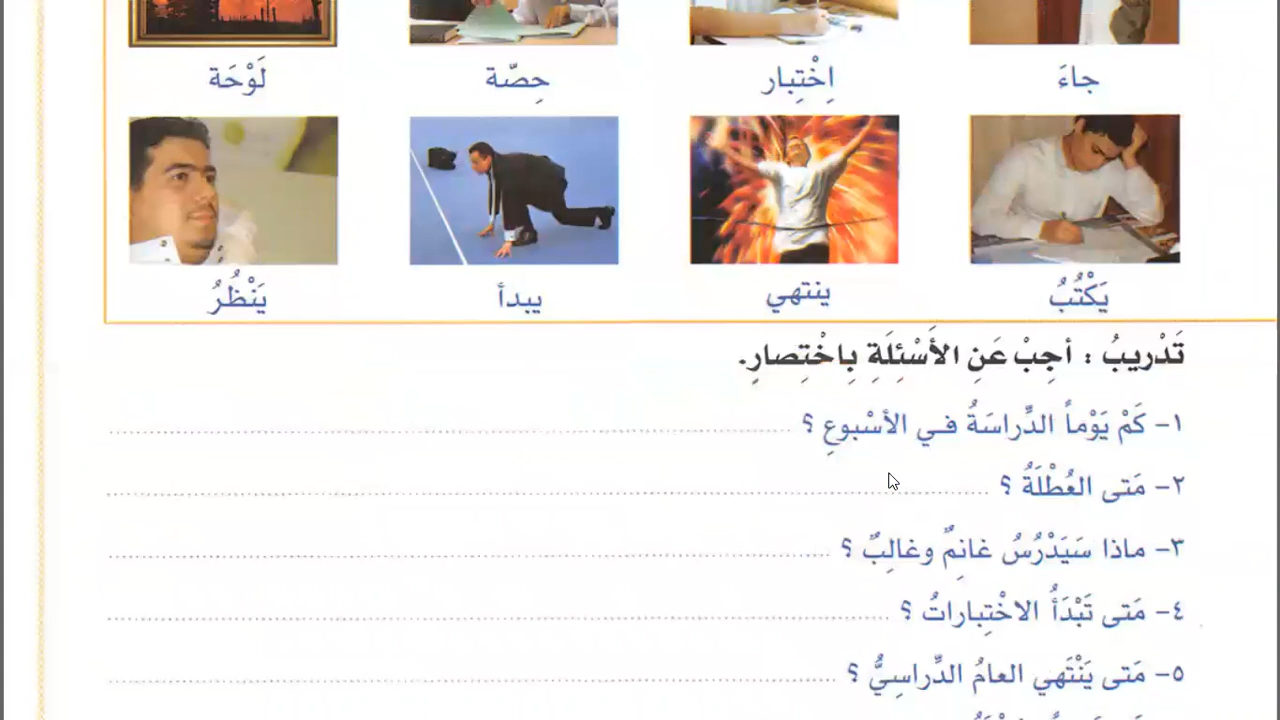 جاءَ اِخْتِبار حِصّة لَوْحَة
يَكْتُبُ ينتهي يبدأ يَنْظُرُ
تَدْريبُ : أجِبْ عَنِ الأَسْئِلَةِ بِاخْتِصارِ.
١- كَمْ يَوْماً الدِّراسَةُ في الأسْبوعِ ؟
٢- مَتى العُطْلَةُ ؟
٣- ماذا سَيَدْرُسُ غانِمٌ وغالِبٌ ؟
٤- مَتى تَبْدَأُ الاخْتِباراتُ ؟
٥- مَتى يَنْتَهي العامُ الدِّراسِيُّ ؟